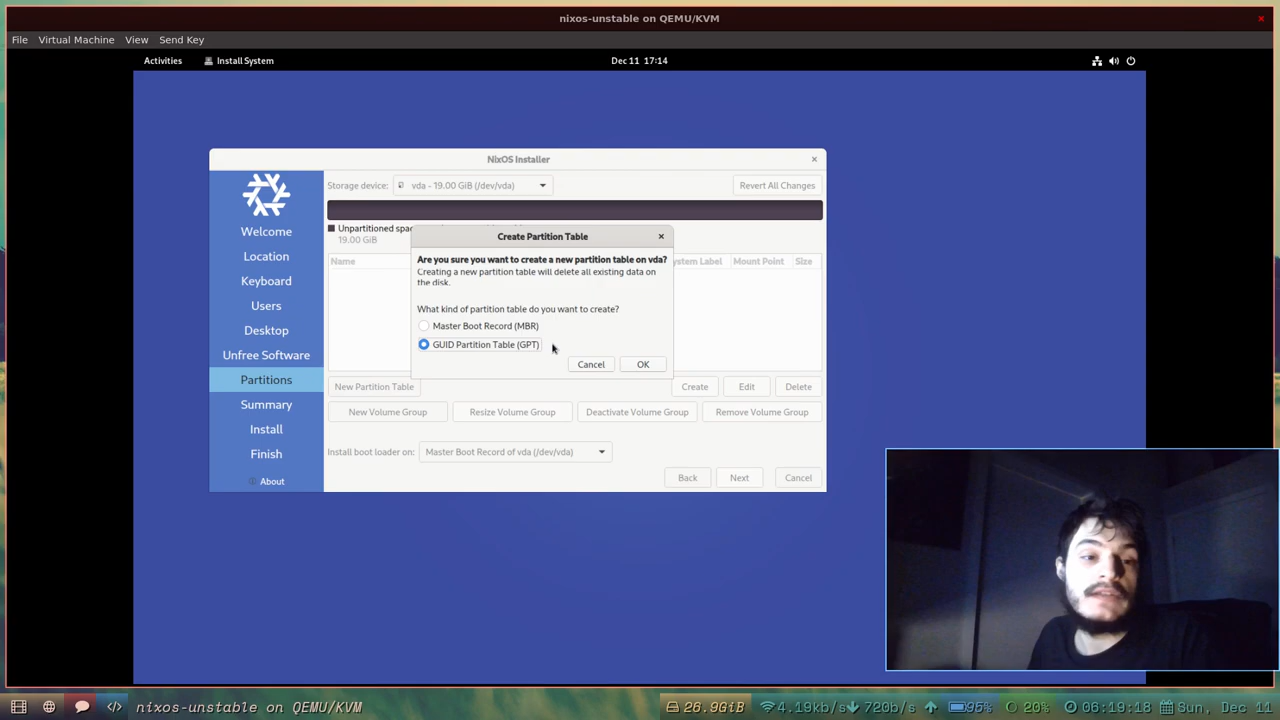 nixos-unstable on QEMU/KVM
File Virtual Machine View Send Key
Activities Install System Dec 11 17:14
NixOS Installer
Storage device: vda - 19.00 GiB (/dev/vda) Revert All Changes
Unpartitioned spac
19.00 GiB
Name ystem Label Mount Point Size
Create Partition Table
Are you sure you want to create a new partition table on vda?
Creating a new partition table will delete all existing data on
the disk.
What kind of partition table do you want to create?
Master Boot Record (MBR)
GUID Partition Table (GPT)
Cancel OK
Welcome
Location
Keyboard
Users
Desktop
Unfree Software
Partitions
Summary
Install
Finish
About
New Partition Table Create Edit Delete
New Volume Group Resize Volume Group Deactivate Volume Group Remove Volume Group
Install boot loader on: Master Boot Record of vda (/dev/vda)
Back Next Cancel
nixos-unstable on QEMU/KVM 26.9GiB 4.19kb/s 720b/s 95% 20% 06:19:18 Sun, Dec 11